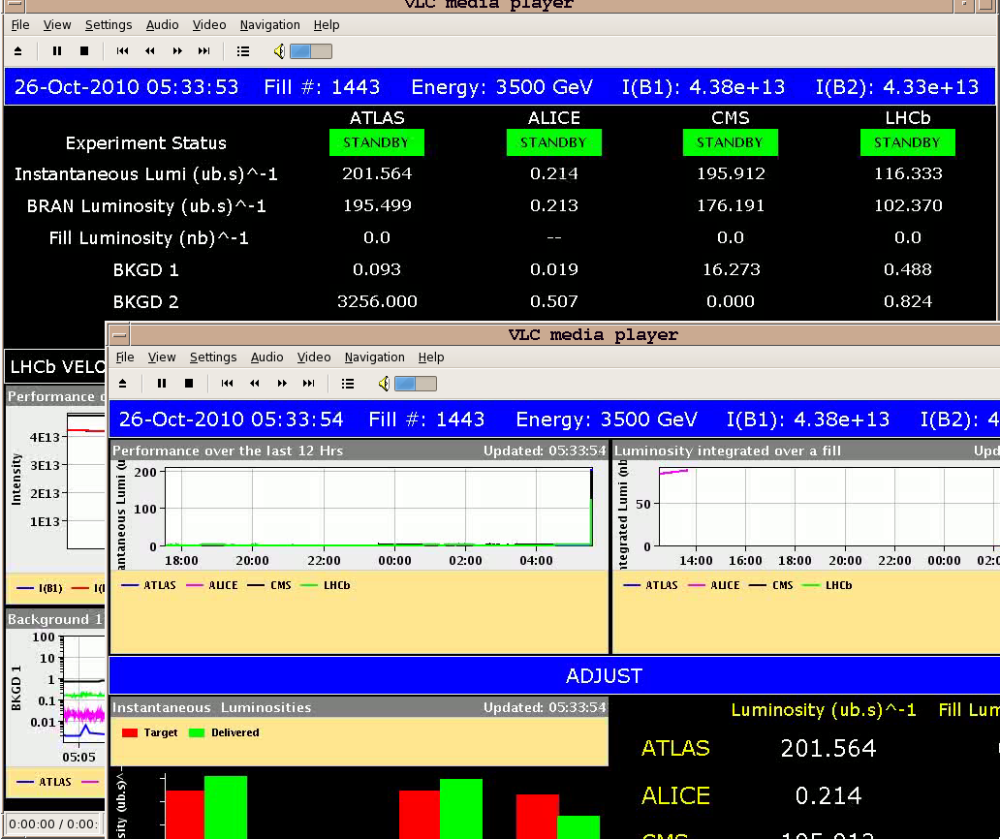 VLC media player
File View Settings Audio Video Navigation Help
26-Oct-2010 05:33:53 Fill #: 1443 Energy: 3500 GeV I(B1): 4.38e+13 I(B2): 4.33e+13
ATLAS ALICE CMS LHCb
Experiment Status STANDBY STANDBY STANDBY STANDBY
Instantaneous Lumi (ub.s)^-1 201.564 0.214 195.912 116.333
BRAN Luminosity (ub.s)^-1 195.499 0.213 176.191 102.370
Fill Luminosity (nb)^-1 0.0 -- 0.0 0.0
BKGD 1 0.093 0.019 16.273 0.488
BKGD 2 3256.000 0.507 0.000 0.824
LHCb VELO
Performance
4E13
3E13
2E13
1E13
Intensity
I(B1)
Background 1
100
10
1
0.1
0.01
BKGD 1
05:05
ATLAS
0:00:00 / 0:00:
VLC media player
File View Settings Audio Video Navigation Help
26-Oct-2010 05:33:54 Fill #: 1443 Energy: 3500 GeV I(B1): 4.38e+13 I(B2): 4
Performance over the last 12 Hrs Updated: 05:33:54
200
100
0
ntaneous Lumi (u
18:00 20:00 22:00 00:00 02:00 04:00
ATLAS ALICE CMS LHCb
Luminosity integrated over a fill Upd
50
0
ntegrated Lumi (nb
14:00 16:00 18:00 20:00 22:00 00:00 02:0
ATLAS ALICE CMS LHCb
ADJUST
Instantaneous Luminosities Updated: 05:33:54
Target Delivered
sity (ub.s)^-
Luminosity (ub.s)^-1 Fill Lum
ATLAS 201.564
ALICE 0.214
CMS 195.912